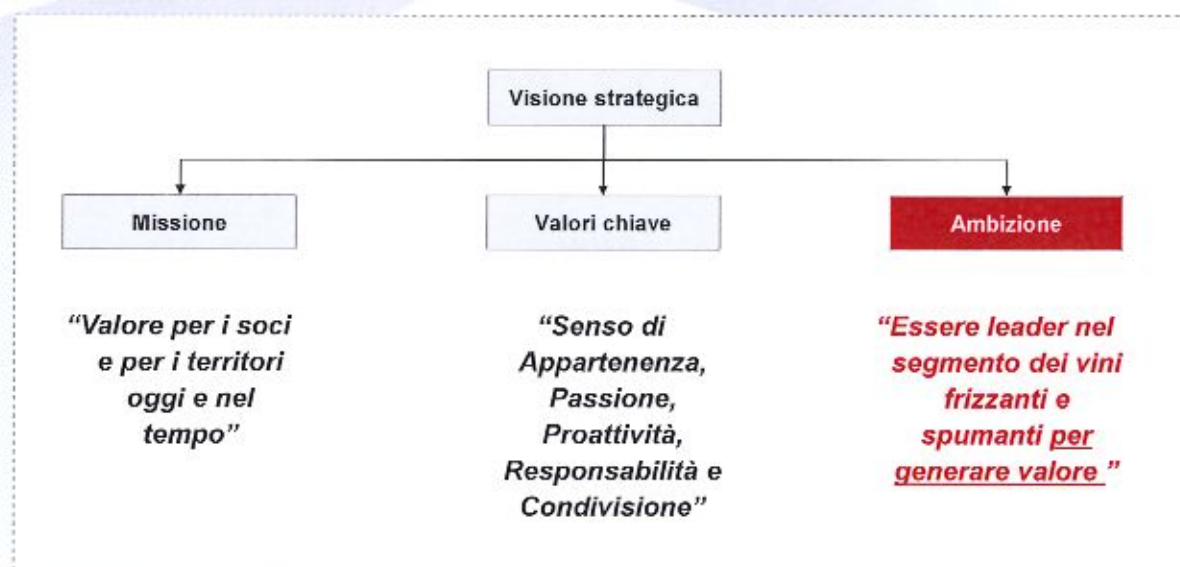 Visione strategica
Missione
Valori chiave
Ambizione
“Valore per i soci
e per i territori
oggi e nel
tempo”
“Senso di
Appartenenza,
Passione,
Proattività,
Responsabilità e
Condivisione”
“Essere leader nel
segmento dei vini
frizzanti e
spumanti per
generare valore ”